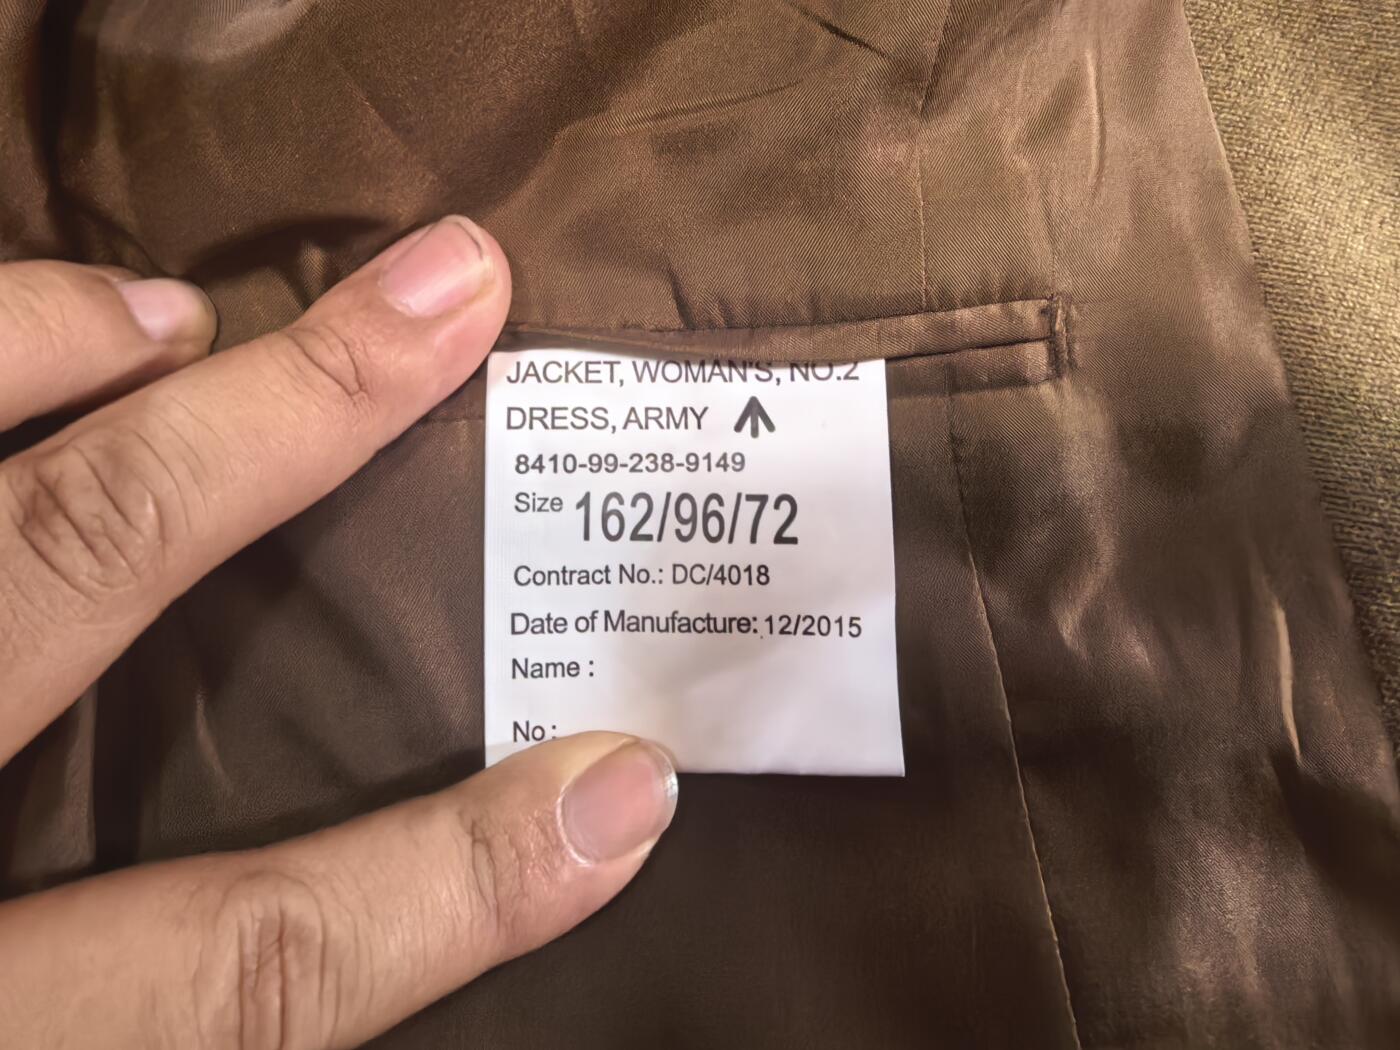 JACKET, WOMAN'S, NO.2
DRESS, ARMY
8410-99-238-9149
Size 162/96/72
Contract No.: DC/4018
Date of Manufacture: 12/2015
Name :
No :